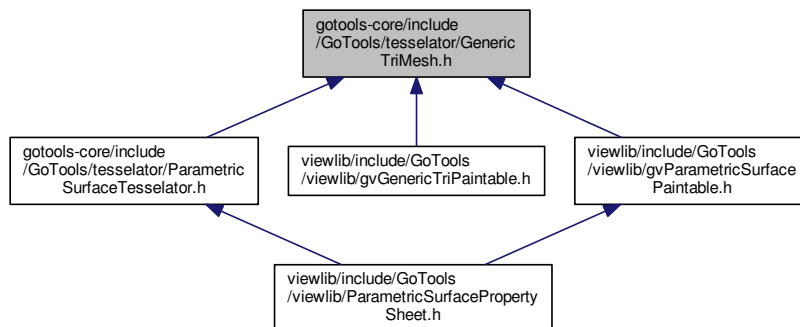 gotools-core/include
/GoTools/tesselator/Generic
TriMesh.h
gotools-core/include
/GoTools/tesselator/Parametric
SurfaceTesselator.h
viewlib/include/GoTools
/viewlib/gvGenericTriPaintable.h
viewlib/include/GoTools
/viewlib/gvParametricSurface
Paintable.h
viewlib/include/GoTools
/viewlib/ParametricSurfaceProperty
Sheet.h